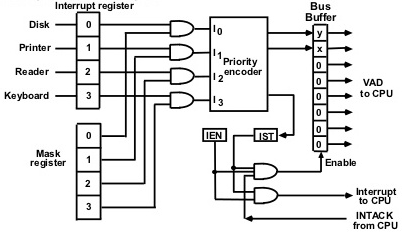 Interrupt register
Bus
Buffer
Disk
0
I0
y
Printer
1
I1
Priority
encoder
x
Reader
2
I2
0
VAD
to CPU
Keyboard
3
I3
0
0
0
0
0
Mask
register
0
1
2
3
IEN
IST
Enable
Interrupt
to CPU
INTACK
from CPU